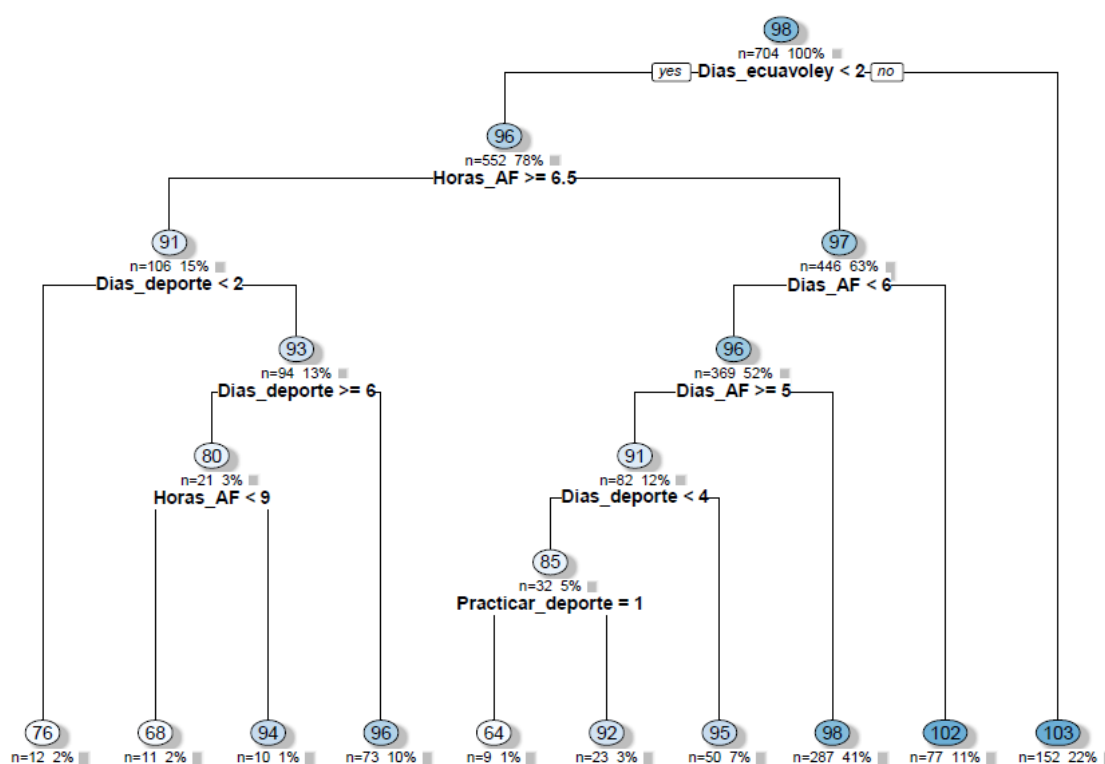 98
n=704 100%
yes Dias_ecuavoley < 2 no
96
n=552 78%
Horas_AF >= 6.5
91 97
n=106 15% n=446 63%
Dias_deporte < 2 Dias_AF < 6
93 96
n=94 13% n=369 52%
Dias_deporte >= 6 Dias_AF >= 5
80 91
n=21 3% n=82 12%
Horas_AF < 9 Dias_deporte < 4
85
n=32 5%
Practicar_deporte = 1
76 68 94 96 64 92 95 98 102 103
n=12 2% n=11 2% n=10 1% n=73 10% n=9 1% n=23 3% n=50 7% n=287 41% n=77 11% n=152 22%